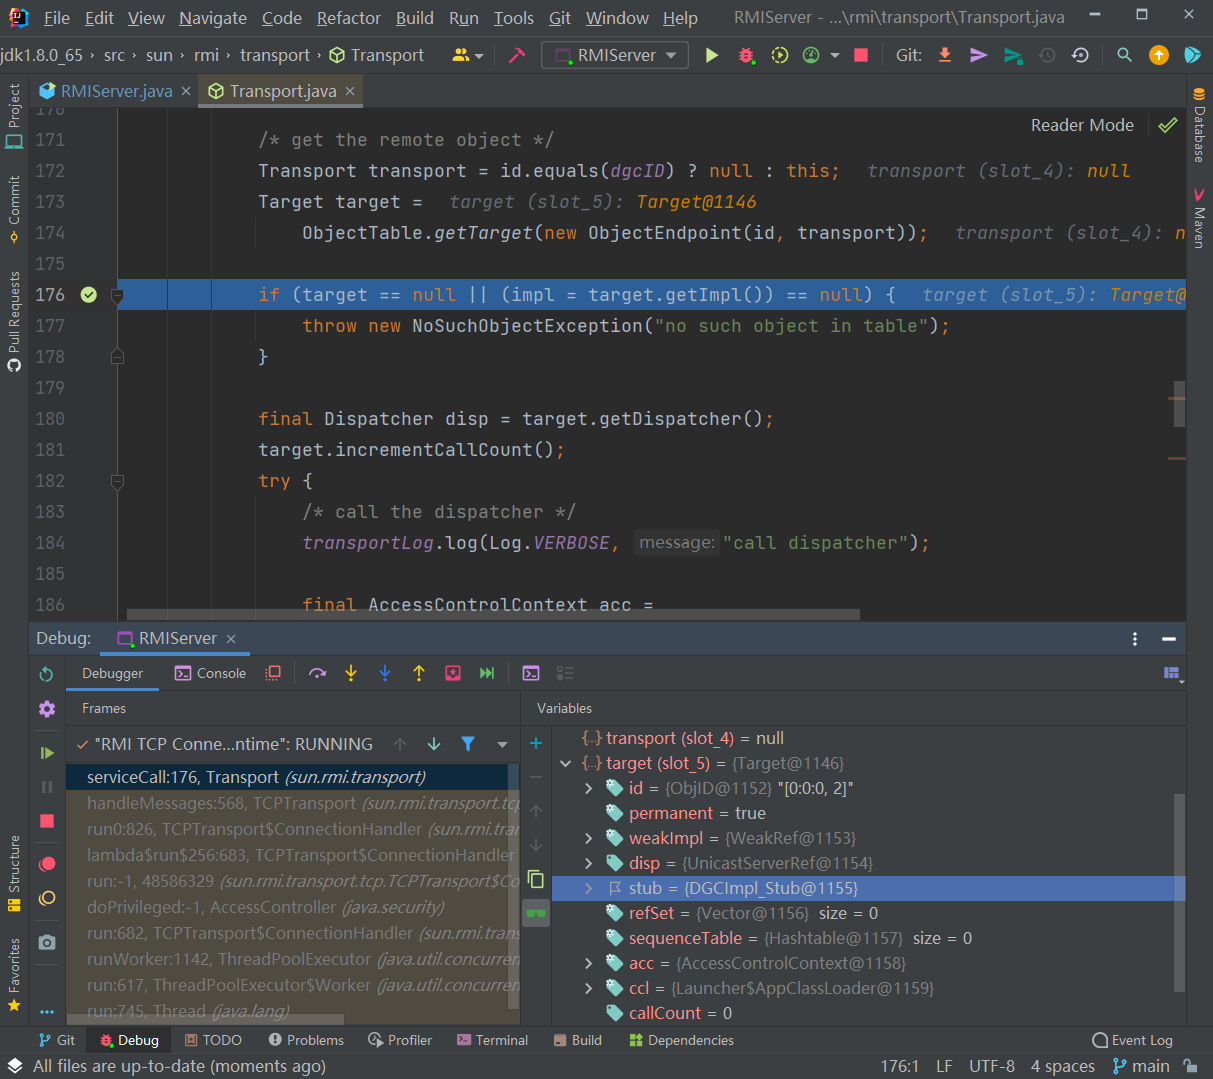 File Edit View Navigate Code Refactor Build Run Tools Git Window Help RMIServer - ...\rmi\transport\Transport.java
jdk1.8.0_65 › src › sun › rmi › transport › Transport RMIServer Git:
RMIServer.java × Transport.java ×
Project
Commit
Pull Requests
Structure
Favorites
Database
Maven
Reader Mode
170
171 /* get the remote object */
172 Transport transport = id.equals(dgcID) ? null : this; transport (slot_4): null
173 Target target = target (slot_5): Target@1146
174 ObjectTable.getTarget(new ObjectEndpoint(id, transport)); transport (slot_4): n
175
176 if (target == null || (impl = target.getImpl()) == null) { target (slot_5): Target@
177 throw new NoSuchObjectException("no such object in table");
178 }
179
180 final Dispatcher disp = target.getDispatcher();
181 target.incrementCallCount();
182 try {
183 /* call the dispatcher */
184 transportLog.log(Log.VERBOSE, message: "call dispatcher");
185
186 final AccessControlContext acc =
Debug: RMIServer ×
Debugger Console
Frames
"RMI TCP Conne...ntime": RUNNING
serviceCall:176, Transport (sun.rmi.transport)
handleMessages:568, TCPTransport (sun.rmi.transport.tcp
run0:826, TCPTransport$ConnectionHandler (sun.rmi.tran
lambda$run$256:683, TCPTransport$ConnectionHandler
run:-1, 48586329 (sun.rmi.transport.tcp.TCPTransport$Co
doPrivileged:-1, AccessController (java.security)
run:682, TCPTransport$ConnectionHandler (sun.rmi.trans
runWorker:1142, ThreadPoolExecutor (java.util.concurren
run:617, ThreadPoolExecutor$Worker (java.util.concurren
run:745, Thread (java.lang)
Variables
transport (slot_4) = null
target (slot_5) = {Target@1146}
id = {ObjID@1152} "[0:0:0, 2]"
permanent = true
weakImpl = {WeakRef@1153}
disp = {UnicastServerRef@1154}
stub = {DGCImpl_Stub@1155}
refSet = {Vector@1156} size = 0
sequenceTable = {Hashtable@1157} size = 0
acc = {AccessControlContext@1158}
ccl = {Launcher$AppClassLoader@1159}
callCount = 0
Git Debug TODO Problems Profiler Terminal Build Dependencies Event Log
All files are up-to-date (moments ago) 176:1 LF UTF-8 4 spaces main